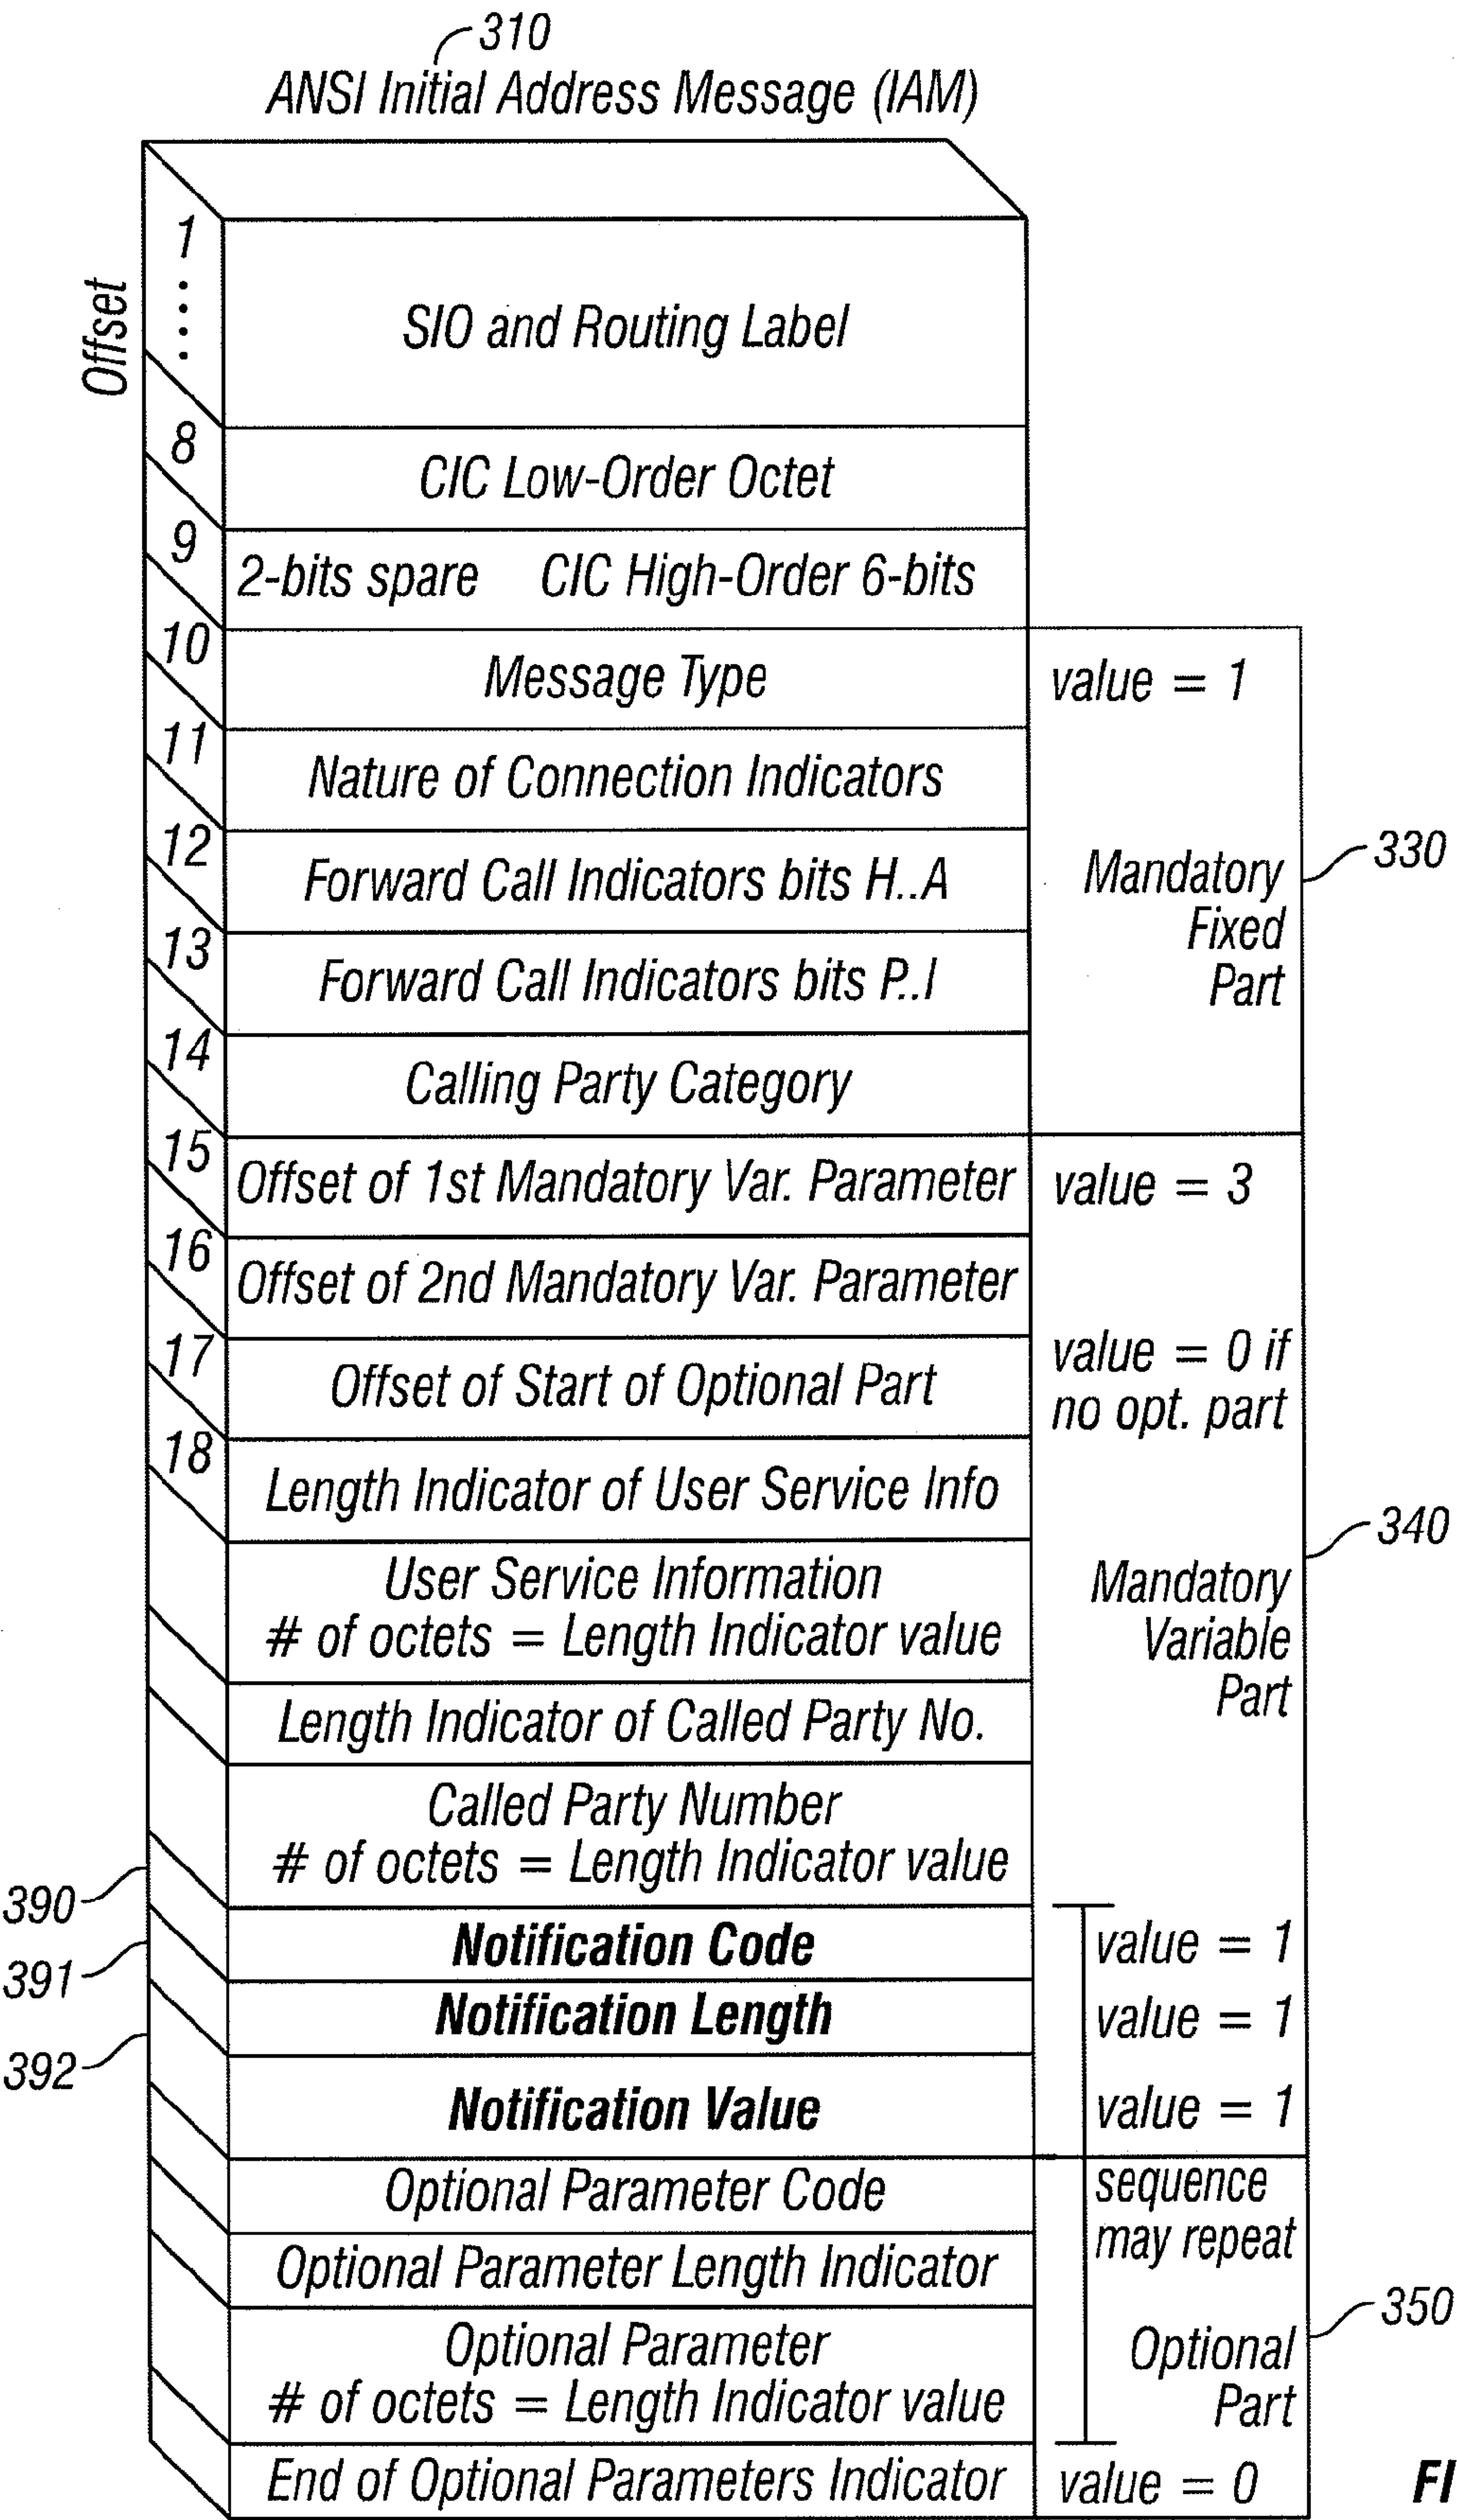 310
ANSI Initial Address Message (IAM)
Offset
1
SIO and Routing Label
8
CIC Low-Order Octet
9
2-bits spare CIC High-Order 6-bits
10
Message Type
value = 1
11
Nature of Connection Indicators
12
Forward Call Indicators bits H..A
Mandatory
Fixed
Part
330
13
Forward Call Indicators bits P..I
14
Calling Party Category
15
Offset of 1st Mandatory Var. Parameter
value = 3
16
Offset of 2nd Mandatory Var. Parameter
17
Offset of Start of Optional Part
value = 0 if
no opt. part
18
Length Indicator of User Service Info
340
User Service Information
# of octets = Length Indicator value
Mandatory
Variable
Part
Length Indicator of Called Party No.
Called Party Number
# of octets = Length Indicator value
390
Notification Code
value = 1
391
Notification Length
value = 1
392
Notification Value
value = 1
Optional Parameter Code
sequence
may repeat
Optional Parameter Length Indicator
350
Optional Parameter
# of octets = Length Indicator value
Optional
Part
End of Optional Parameters Indicator
value = 0
FI